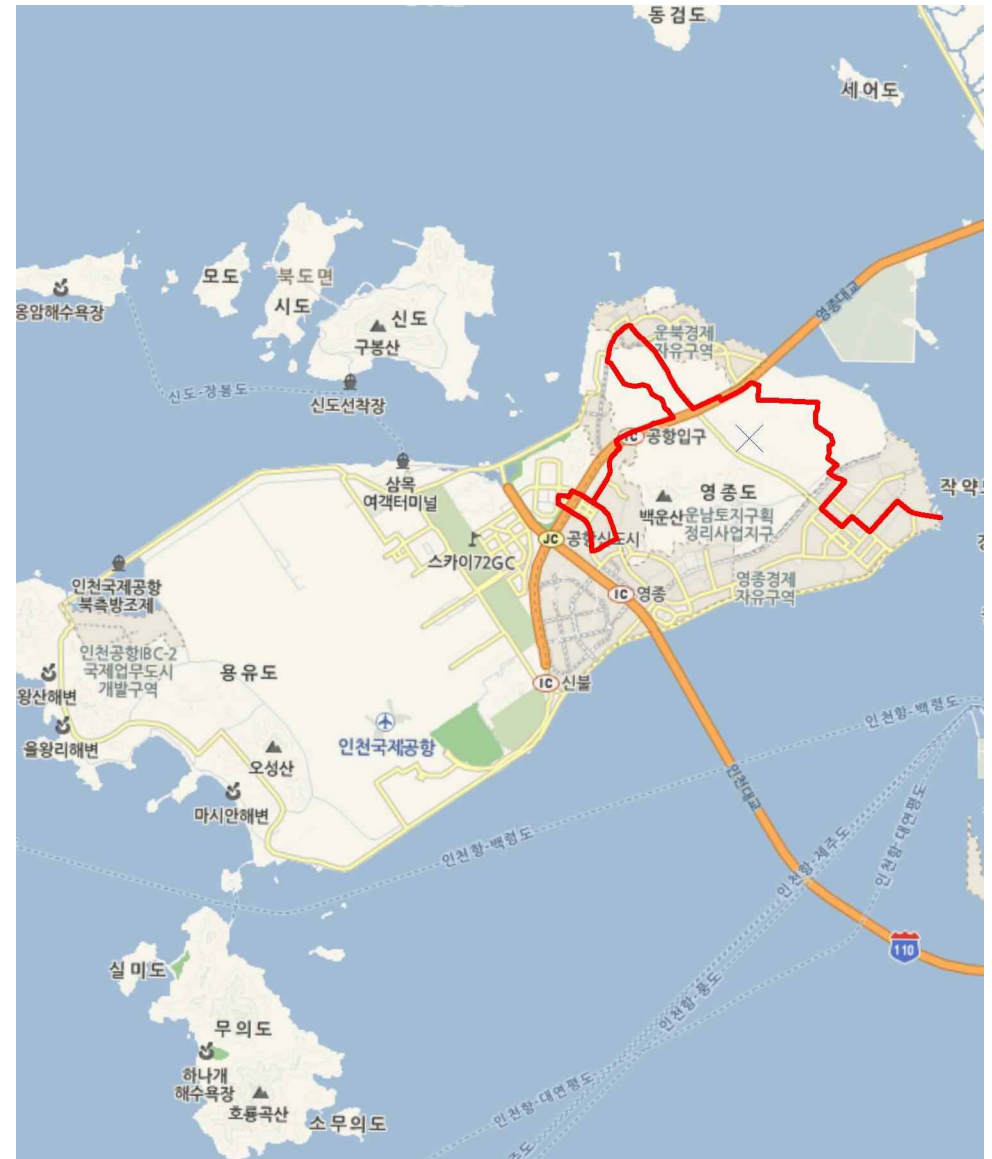 동검도
세어도
모도
북도면
시도
옹암해수욕장
신도
구봉산
영종대교
운북경제
자유구역
신도-장봉도
신도선착장
IC 공항입구
삼목
여객터미널
영종도
백운산
운남토지구획
정리사업지구
작약도
JC 공항신도시
스카이72GC
인천국제공항
북측방조제
IC 영종
영종경제
자유구역
인천공항IBC-2
국제업무도시
개발구역
용유도
왕산해변
IC 신불
을왕리해변
인천국제공항
인천항-백령도
오성산
인천대교
마시안해변
인천항-백령도
인천항-제주도
인천항-대연평도
110
실미도
인천항-풍도
무의도
하나개
해수욕장
호룡곡산
소무의도
인천항-대연평도